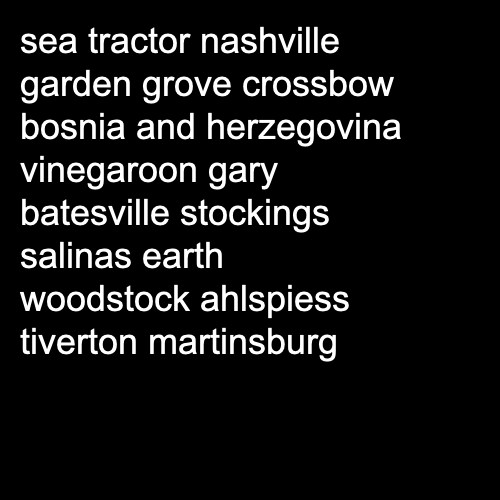 sea tractor nashville
garden grove crossbow
bosnia and herzegovina
vinegaroon gary
batesville stockings
salinas earth
woodstock ahlspiess
tiverton martinsburg